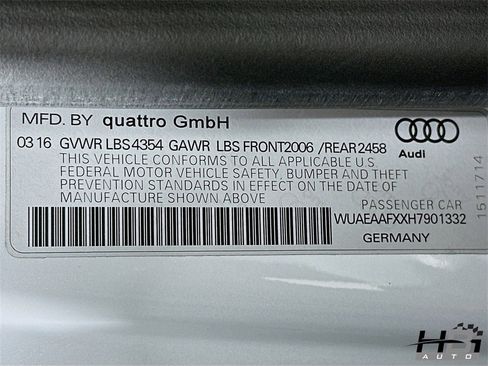 MFD. BY quattro GmbH
03 16 GVWR LBS 4354 GAWR LBS FRONT2006 /REAR 2458
THIS VEHICLE CONFORMS TO ALL APPLICABLE U.S.
FEDERAL MOTOR VEHICLE SAFETY, BUMPER AND THEFT
PREVENTION STANDARDS IN EFFECT ON THE DATE OF
MANUFACTURE SHOWN ABOVE
Audi
PASSENGER CAR
WUAEAAFXXH7901332
GERMANY
1511714
AUTO